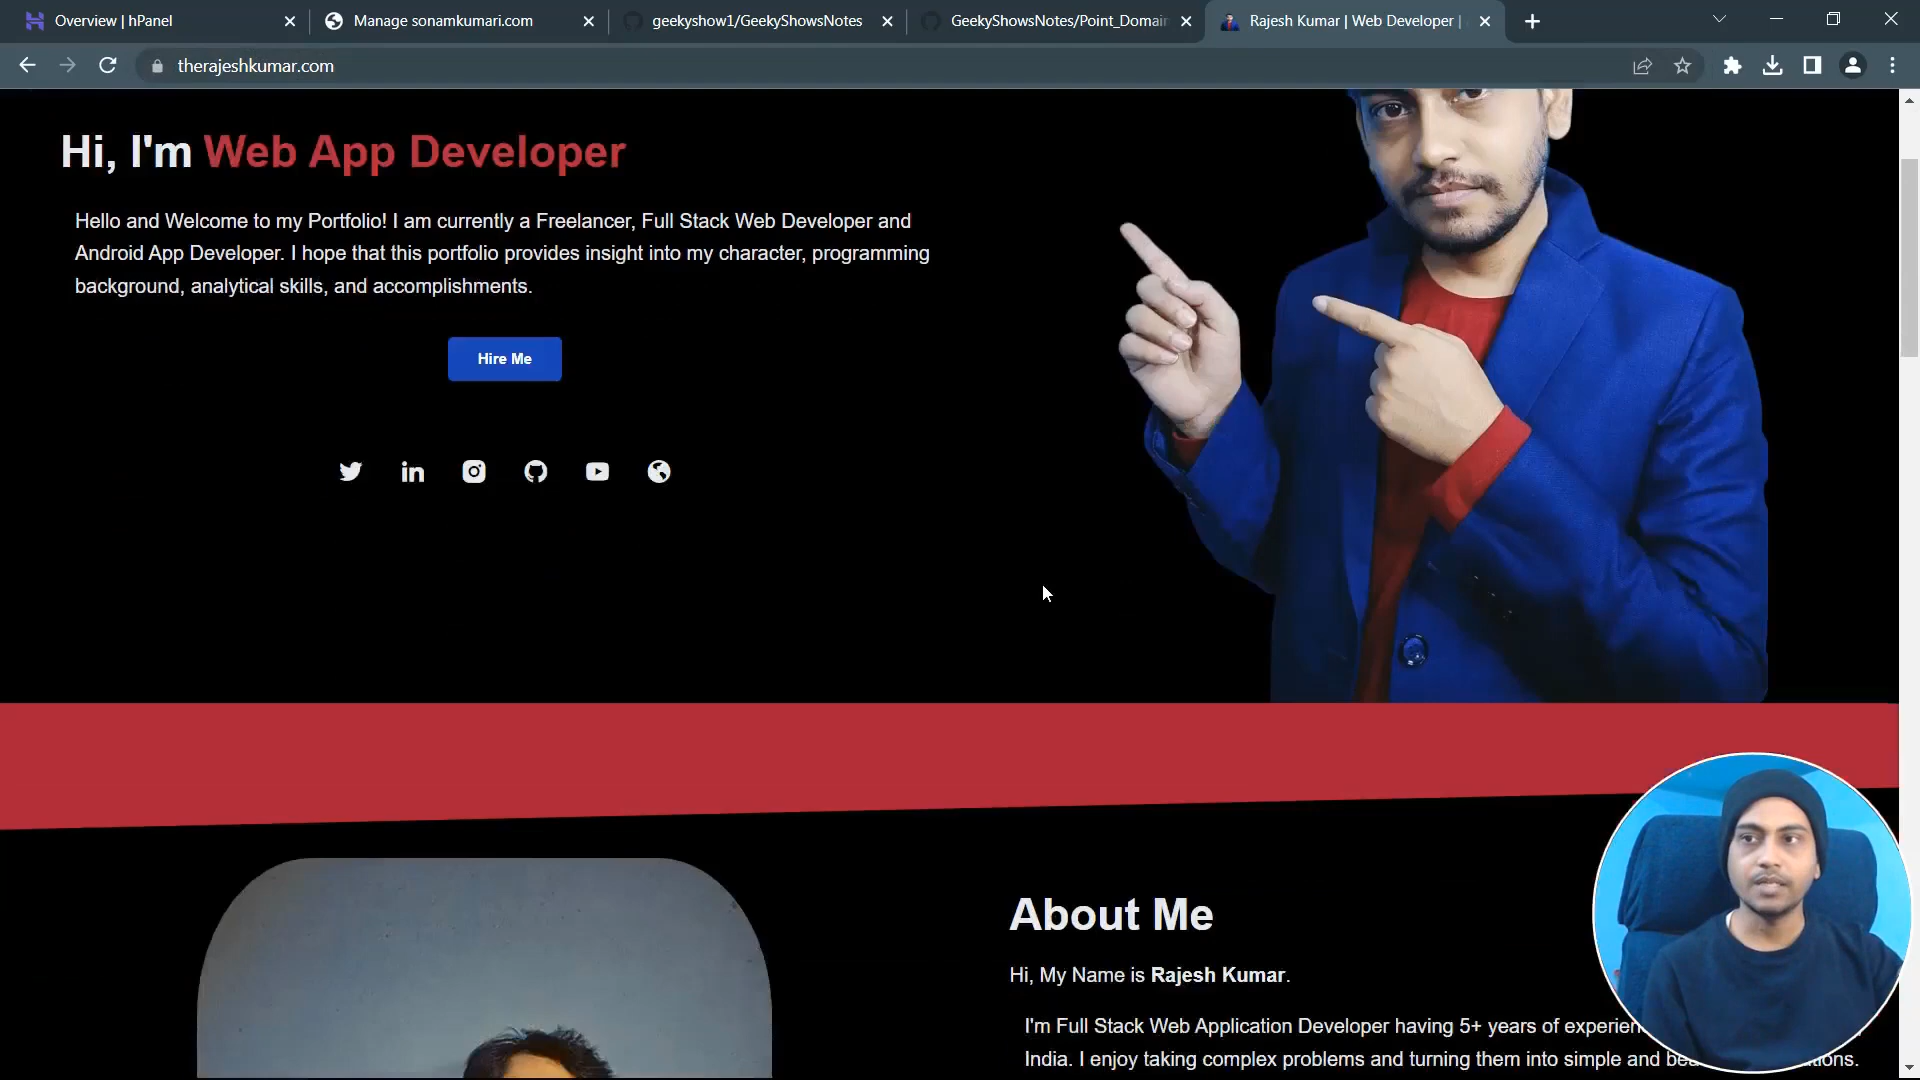 Overview | hPanel
Manage sonamkumari.com
geekyshow1/GeekyShowsNotes
GeekyShowsNotes/Point_Domai
Rajesh Kumar | Web Developer |
therajeshkumar.com
Hi, I'm Web App Developer
Hello and Welcome to my Portfolio! I am currently a Freelancer, Full Stack Web Developer and
Android App Developer. I hope that this portfolio provides insight into my character, programming
background, analytical skills, and accomplishments.
Hire Me
About Me
Hi, My Name is Rajesh Kumar.
I'm Full Stack Web Application Developer having 5+ years of
India. I enjoy taking complex problems and turning them into simple and